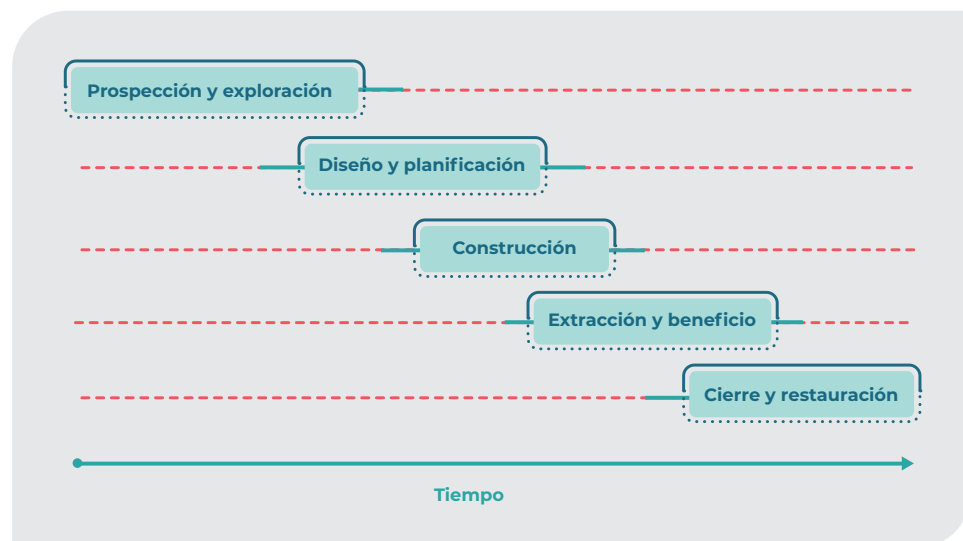 Prospección y exploración
Diseño y planificación
Construcción
Extracción y beneficio
Cierre y restauración
Tiempo